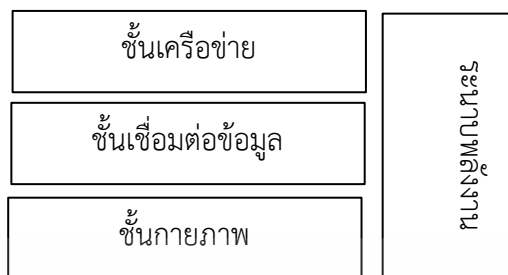 ชั้นเครือข่าย
ชั้นเชื่อมต่อข้อมูล
ชั้นกายภาพ
ระนาบพลังงาน